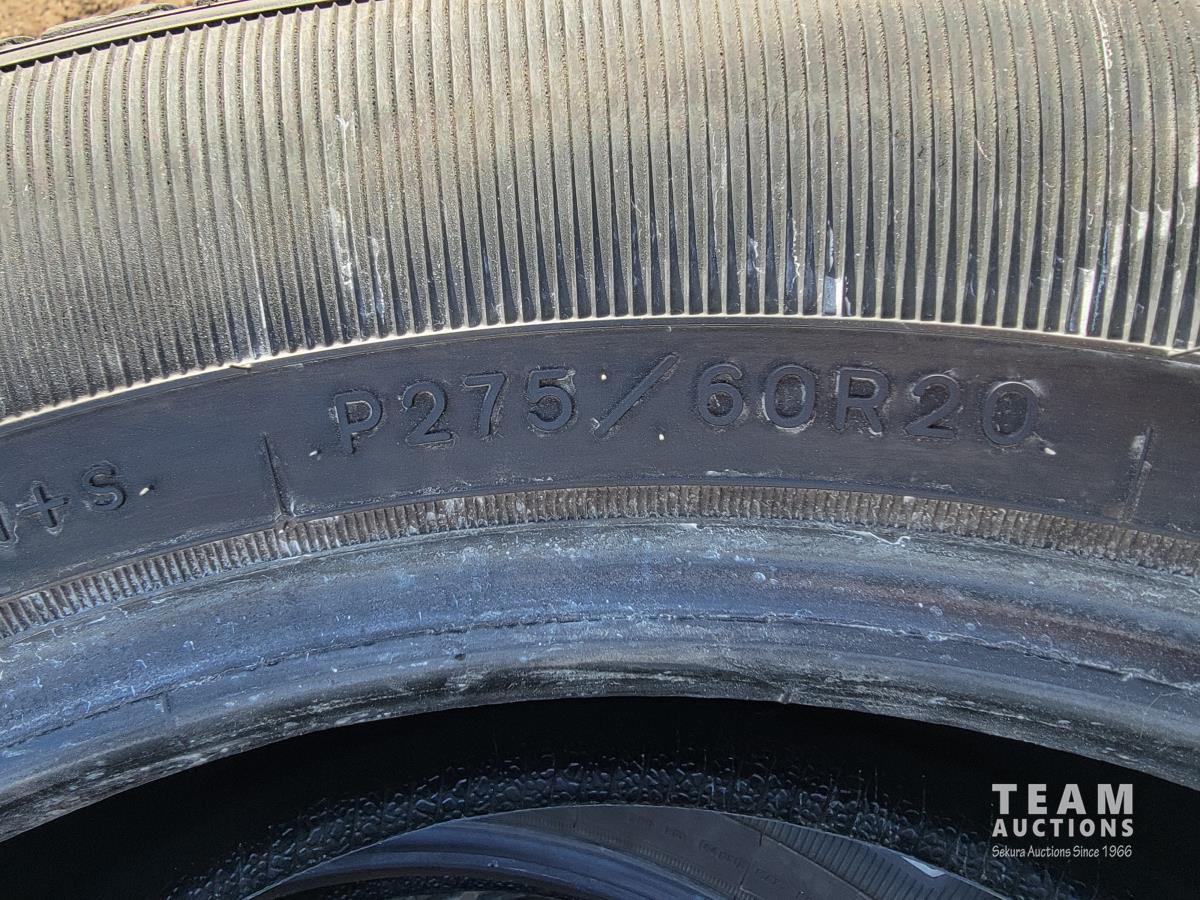 P275/60R20
+S
TEAM
AUCTIONS
Sekura Auctions Since 1966